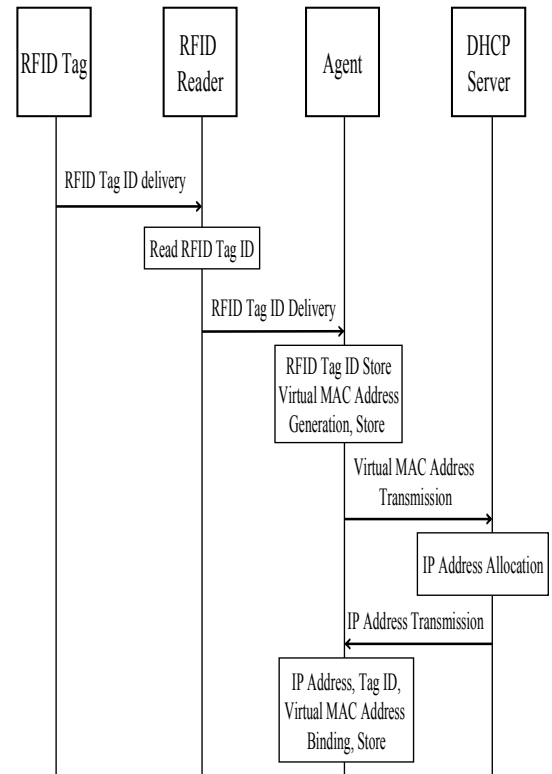 RFID Tag
RFID
Reader
Agent
DHCP
Server
RFID Tag ID delivery
Read RFID Tag ID
RFID Tag ID Delivery
RFID Tag ID Store
Virtual MAC Address
Generation, Store
Virtual MAC Address
Transmission
IP Address Allocation
IP Address Transmission
IP Address, Tag ID,
Virtual MAC Address
Binding, Store